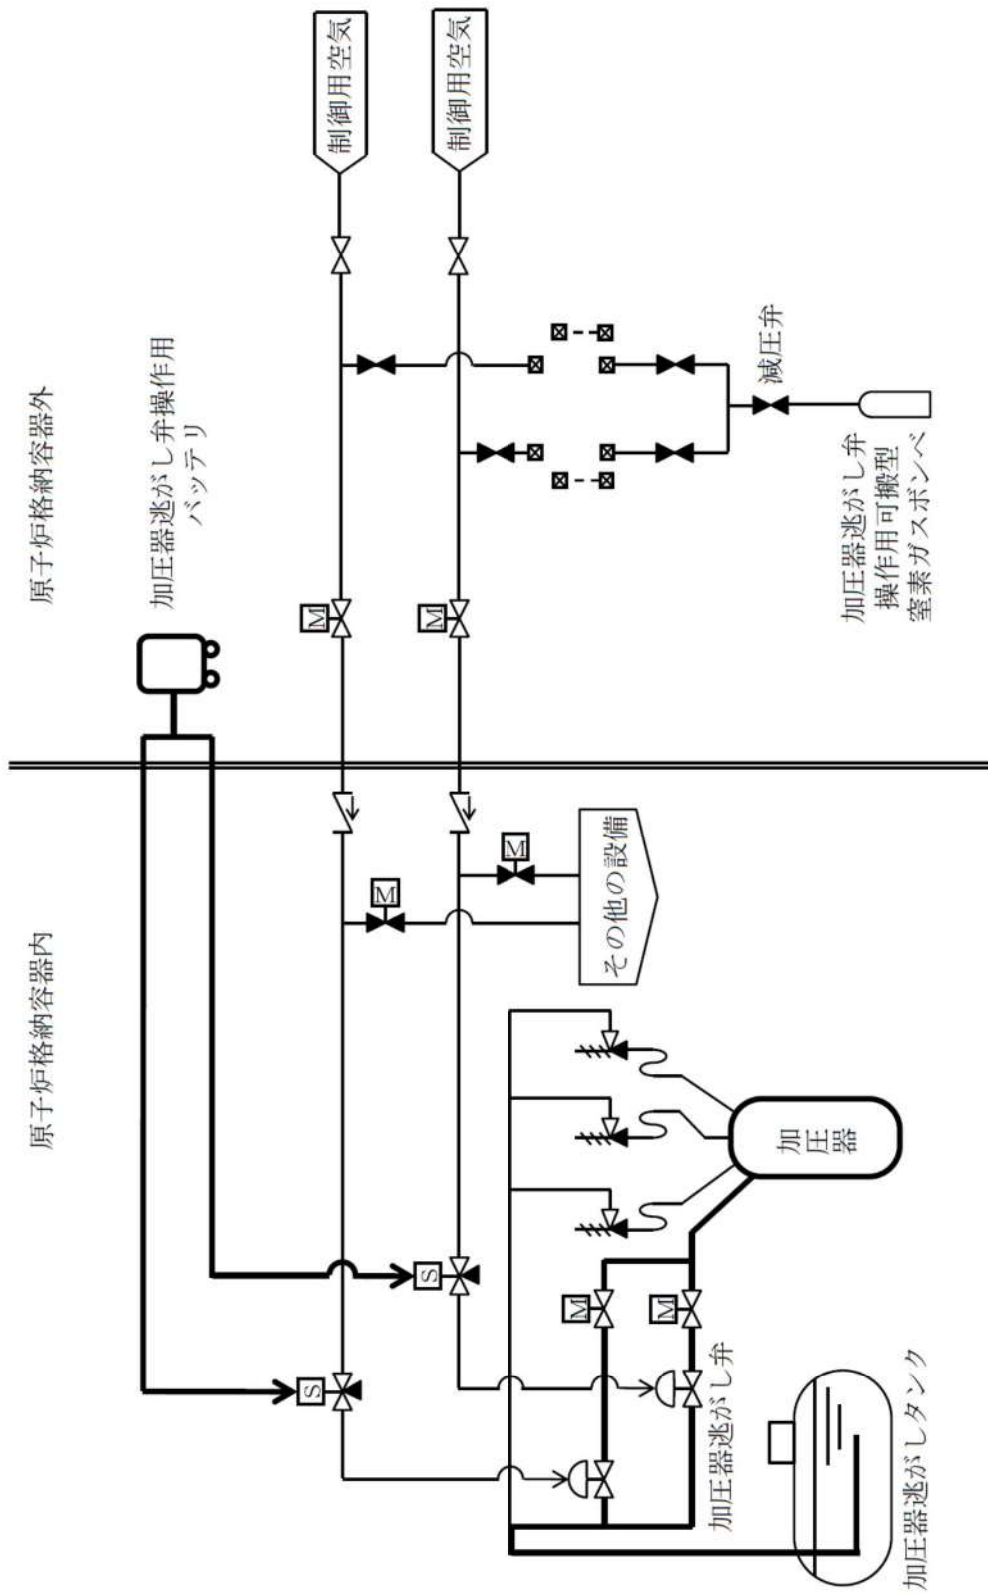 原子炉格納容器内
原子炉格納容器外
加圧器逃がし弁操作用
バッテリ
制御用空気
制御用空気
M
M
M
M
その他の設備
S
S
M
M
加圧器
加圧器逃がし弁
加圧器逃がしタンク
減圧弁
加圧器逃がし弁
操作用可搬型
窒素ガスボンベ